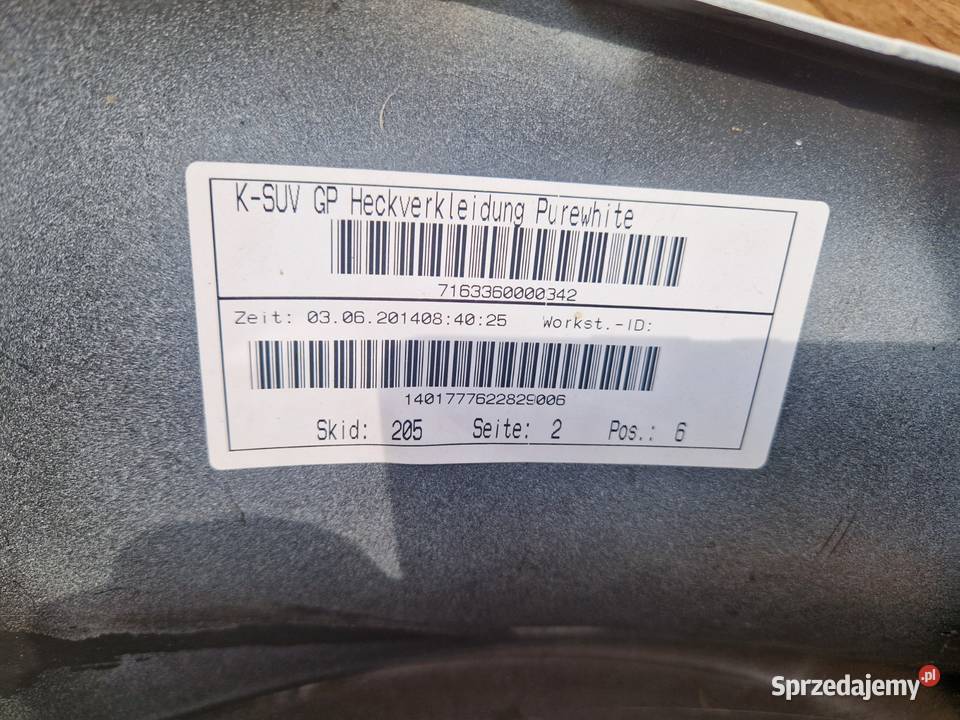 K-SUV GP Heckverkleidung Purewhite
7163360000342
Zeit: 03.06.201408:40:25 Workst.-ID:
1401777622829006
Skid: 205 Seite: 2 Pos.: 6
Sprzedajemy.pl